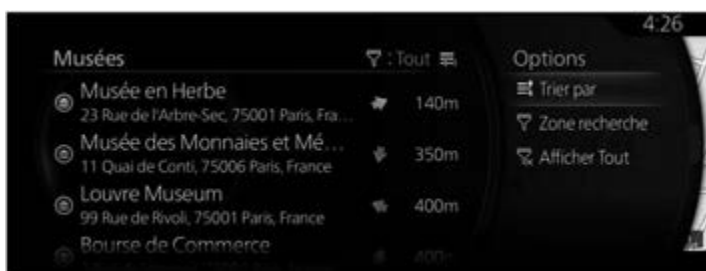 4:26
Musées
: Tout
Options
Musée en Herbe
23 Rue de l'Arbre-Sec, 75001 Paris, Fra...
140m
Musée des Monnaies et Mé...
11 Quai de Conti, 75006 Paris, France
350m
Louvre Museum
99 Rue de Rivoli, 75001 Paris, France
400m
Bourse de Commerce
400m
Trier par
Zone recherche
Afficher Tout